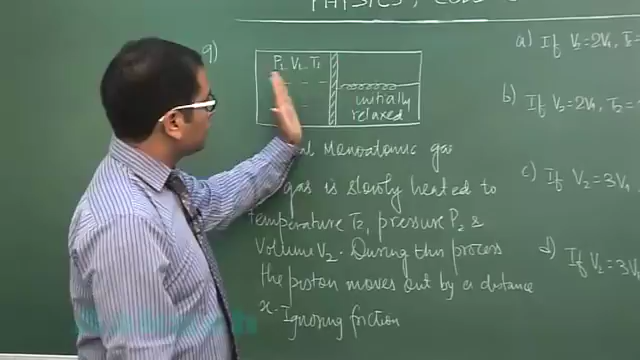 PHYSICS,
9)
P1 V1 T1
initially
relaxed
Monoatomic gas
gas is slowly heated to
temperature T2, pressure P2 &
Volume V2. During this process
the piston moves out by a distance
x. Ignoring friction
a) If V2=2V1,
b) If V2=2V1, T2=
c) If V2=3V1
d) If V2=3V1